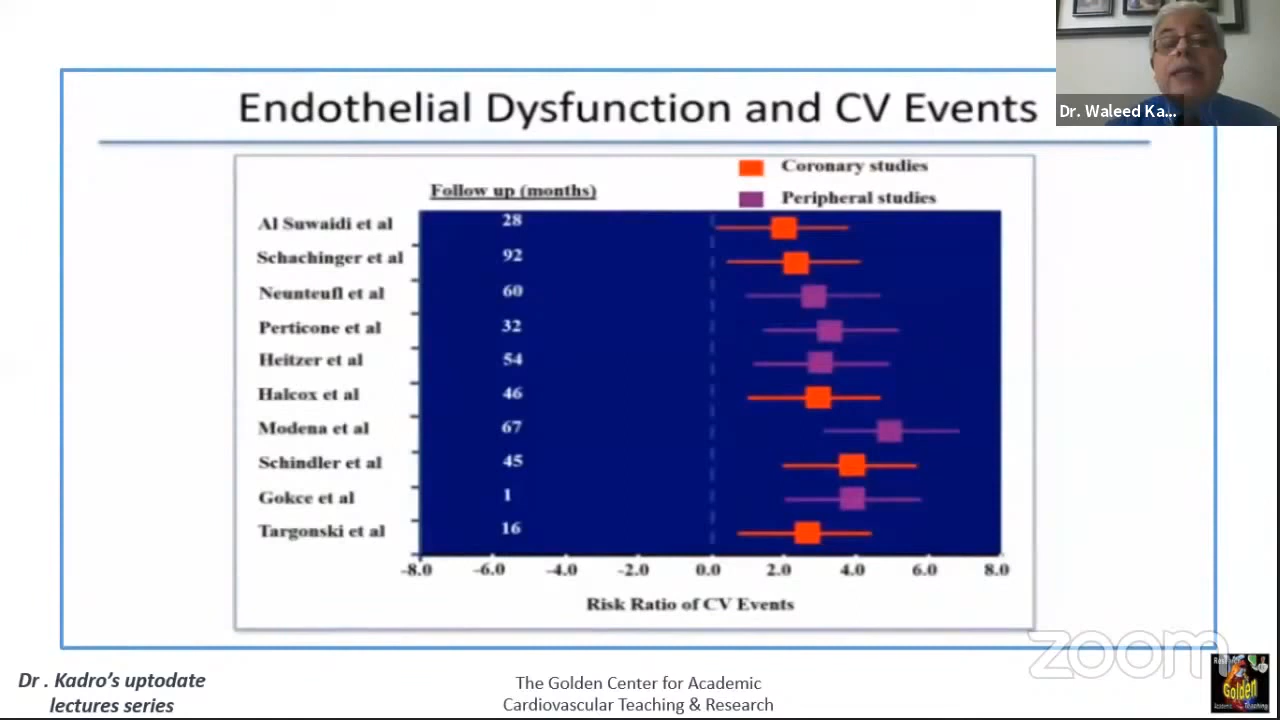 Endothelial Dysfunction and CV Events
Dr. Waleed Ka...
Coronary studies
Follow up (months)
Peripheral studies
Al Suwaidi et al 28
Schachinger et al 92
Neunteufl et al 60
Perticone et al 32
Heitzer et al 54
Halcox et al 46
Modena et al 67
Schindler et al 45
Gokce et al 1
Targonski et al 16
-8.0 -6.0 -4.0 -2.0 0.0 2.0 4.0 6.0 8.0
Risk Ratio of CV Events
zoom
Dr . Kadro’s uptodate
lectures series
The Golden Center for Academic
Cardiovascular Teaching & Research
Golden
Teaching